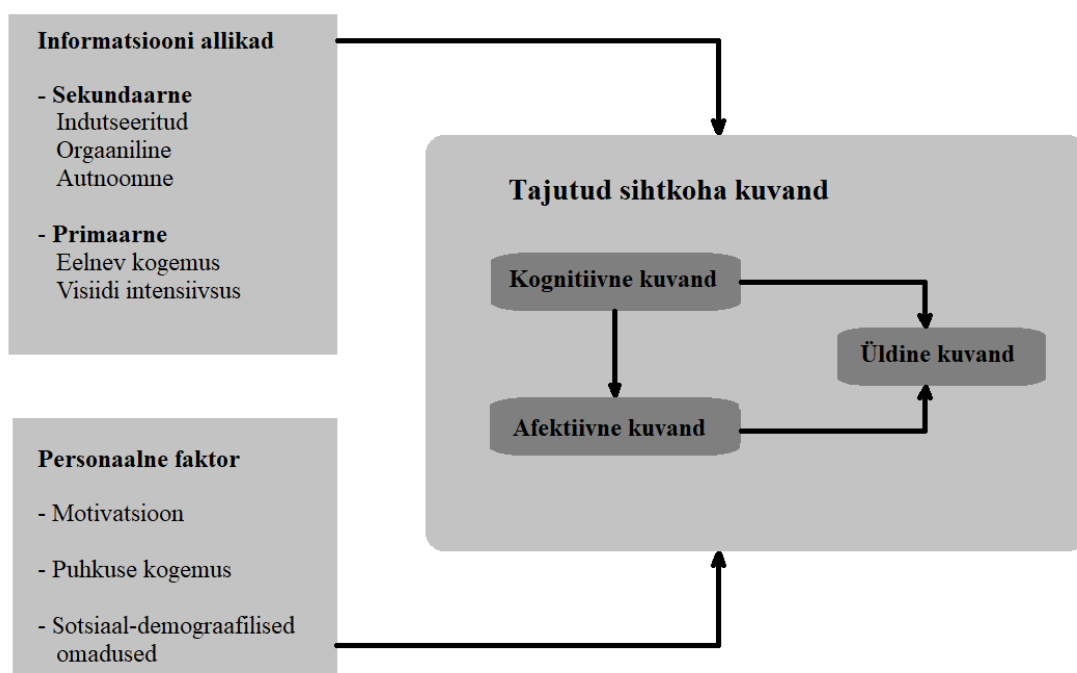 Informatsiooni allikad
- Sekundaarne
Indutseeritud
Orgaaniline
Autnoomne
- Primaarne
Eelnev kogemus
Visiidi intensiivsus
Personaalne faktor
- Motivatsioon
- Puhkuse kogemus
- Sotsiaal-demograafilised
omadused
Tajutud sihtkoha kuvand
Kognitiivne kuvand
Üldine kuvand
Afektiivne kuvand